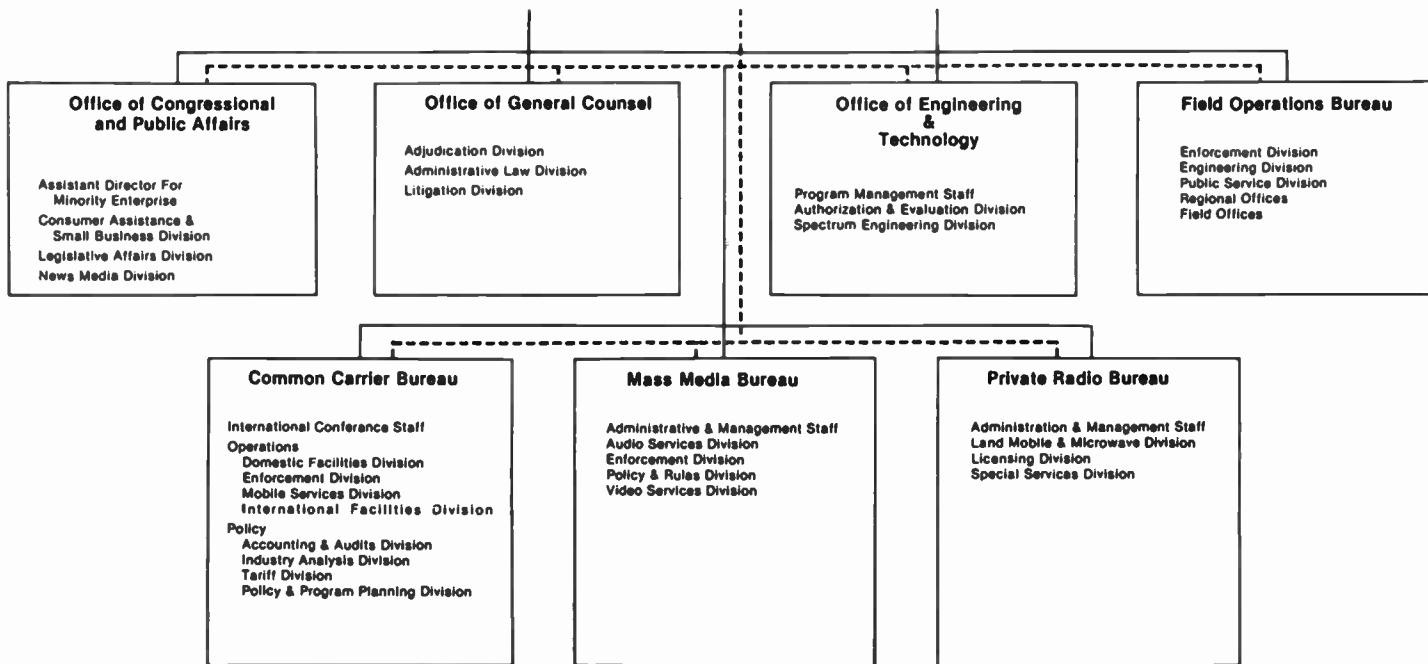 Office of Congressional
and Public Affairs
Assistant Director For
Minority Enterprise
Consumer Assistance &
Small Business Division
Legislative Affairs Division
News Media Division
Office of General Counsel
Adjudication Division
Administrative Law Division
Litigation Division
Office of Engineering
&
Technology
Program Management Staff
Authorization & Evaluation Division
Spectrum Engineering Division
Field Operations Bureau
Enforcement Division
Engineering Division
Public Service Division
Regional Offices
Field Offices
Common Carrier Bureau
International Conference Staff
Operations
Domestic Facilities Division
Enforcement Division
Mobile Services Division
International Facilities Division
Policy
Accounting & Audits Division
Industry Analysis Division
Tariff Division
Policy & Program Planning Division
Mass Media Bureau
Administrative & Management Staff
Audio Services Division
Enforcement Division
Policy & Rules Division
Video Services Division
Private Radio Bureau
Administration & Management Staff
Land Mobile & Microwave Division
Licensing Division
Special Services Division